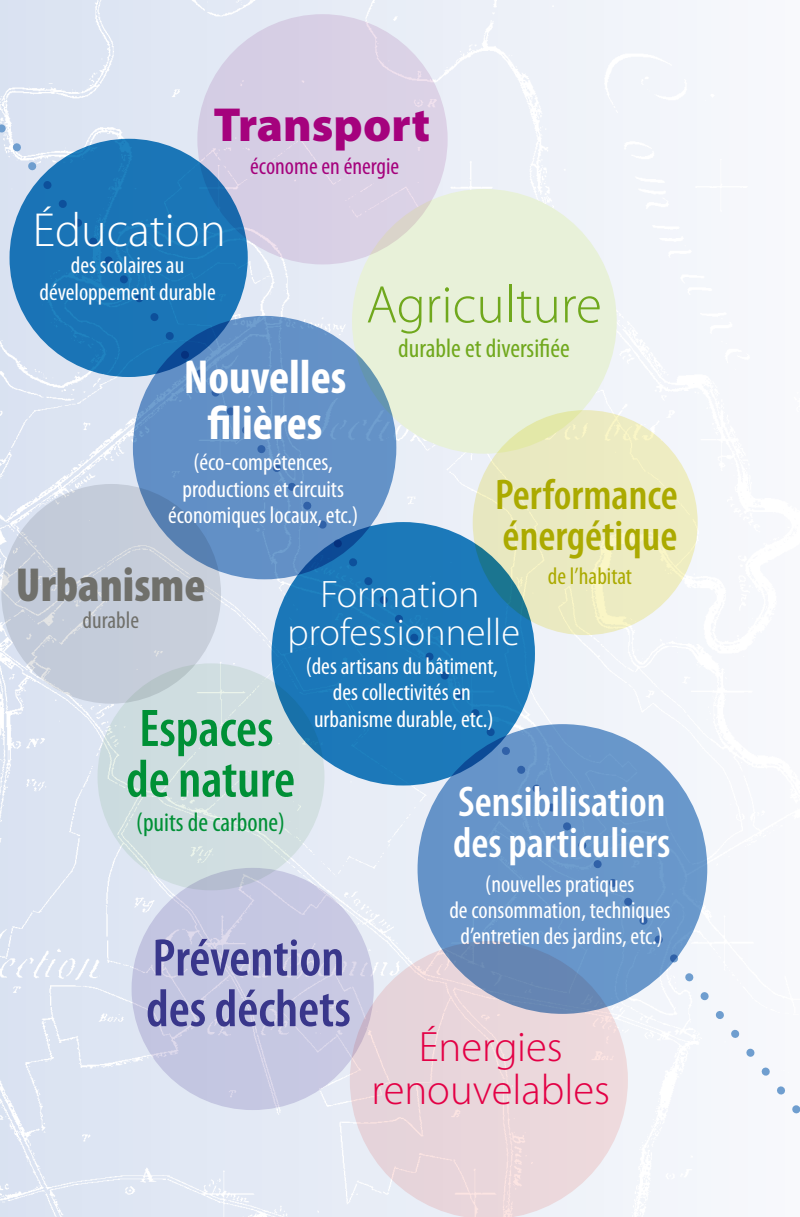 Transport
économe en énergie
Éducation
des scolaires au
développement durable
Agriculture
durable et diversifiée
Nouvelles
filières
(éco-compétences,
productions et circuits
économiques locaux, etc.)
Performance
énergétique
de l’habitat
Urbanisme
durable
Formation
professionnelle
(des artisans du bâtiment,
des collectivités en
urbanisme durable, etc.)
Espaces
de nature
(puits de carbone)
Sensibilisation
des particuliers
(nouvelles pratiques
de consommation, techniques
d’entretien des jardins, etc.)
Prévention
des déchets
Énergies
renouvelables